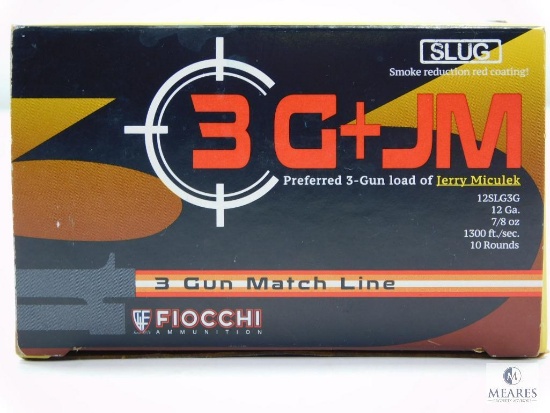 SLUG
Smoke reduction red coating!
3G+JM
Preferred 3-Gun load of Jerry Miculek
12SLG3G
12 Ga.
7/8 oz
1300 ft./sec.
10 Rounds
3 Gun Match Line
FIOCCHI
AMMUNITION
M
MEARES